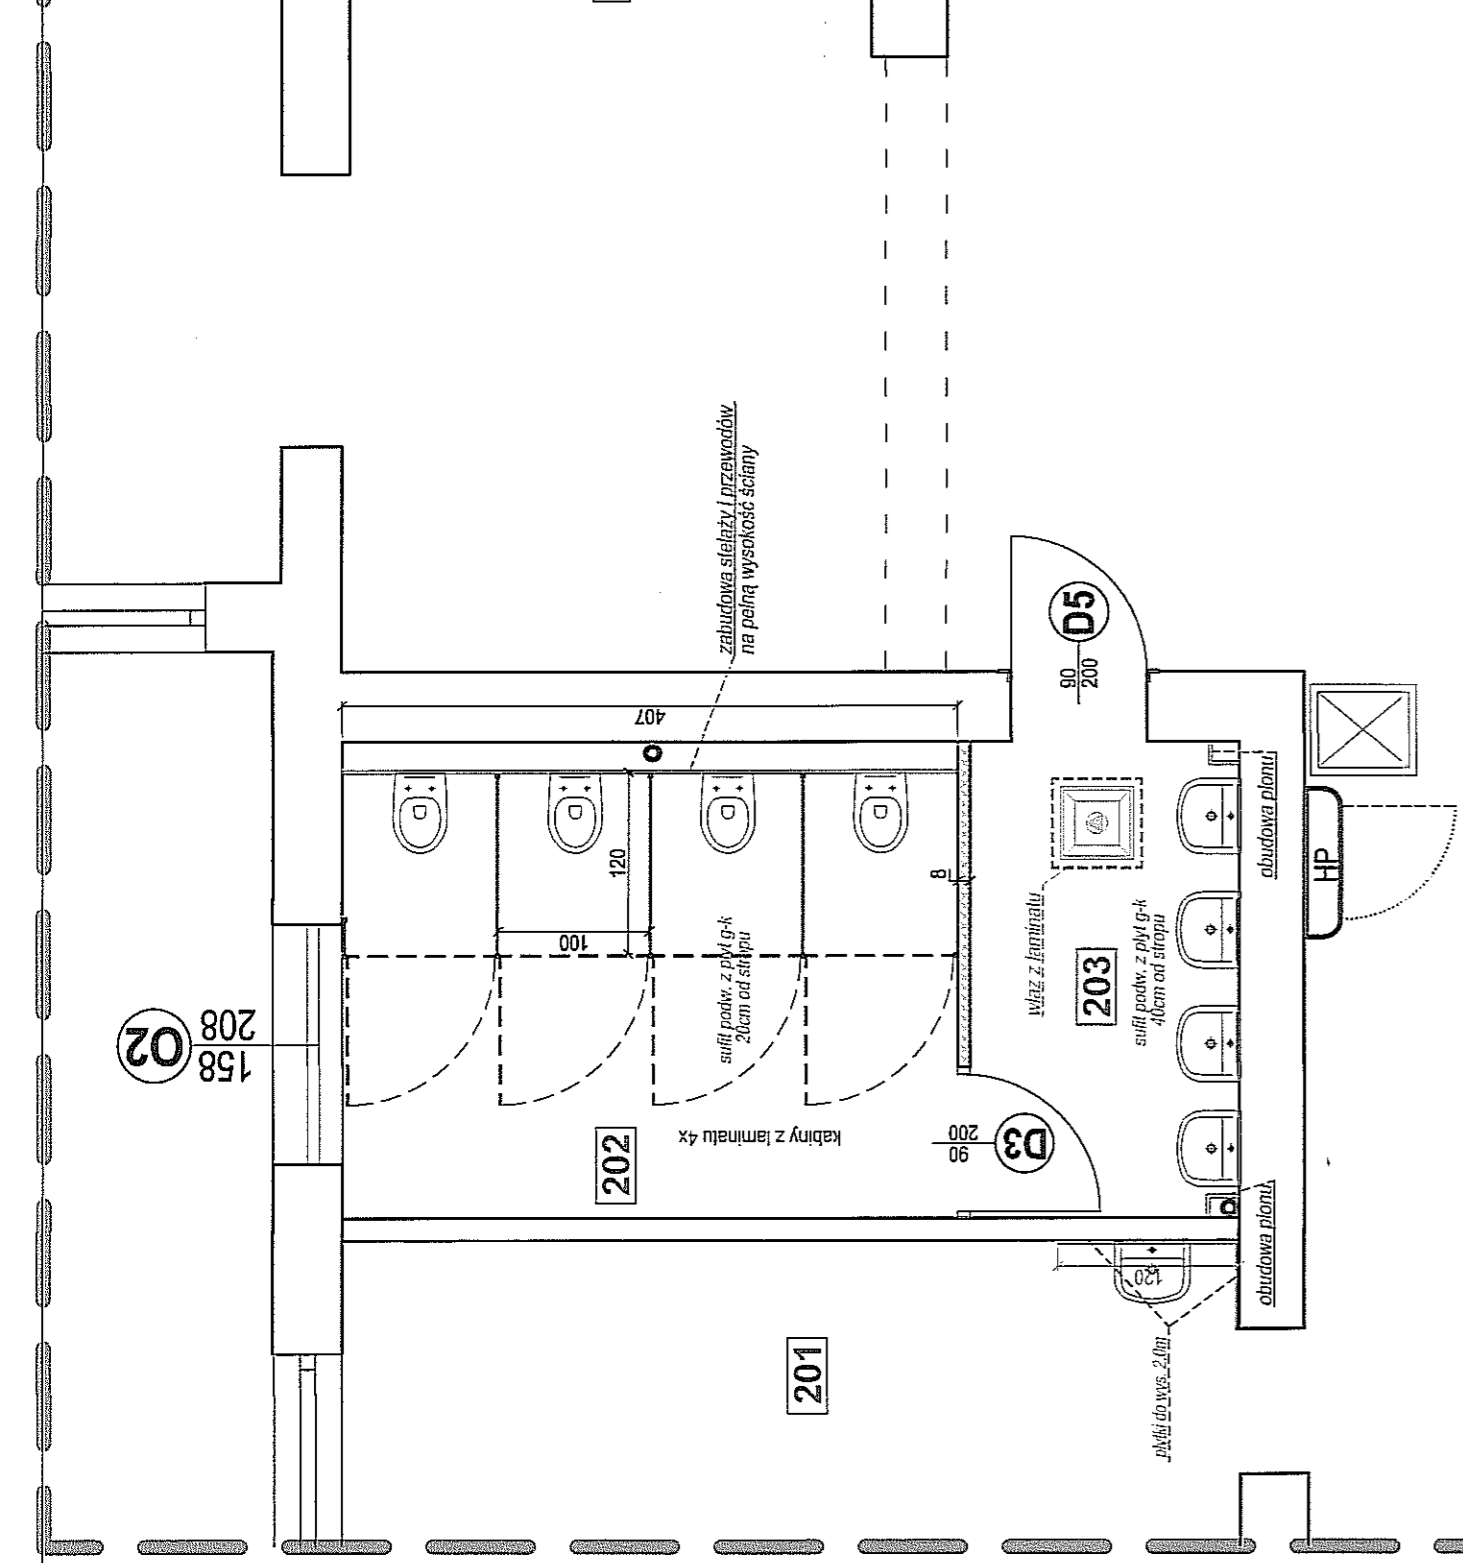 O2
158
208
zabudowa stelaży i przewodów
na pełną wysokość ściany
407
120
100
8
sufit podw. z płyt g-k
20cm od stropu
kabiny z laminatu 4x
202
D3
90
200
D5
90
200
właz z laminatu
203
sufit podw. z płyt g-k
40cm od stropu
obudowa pionu
HP
obudowa pionu
120
płytki do wys. 2,0m
201